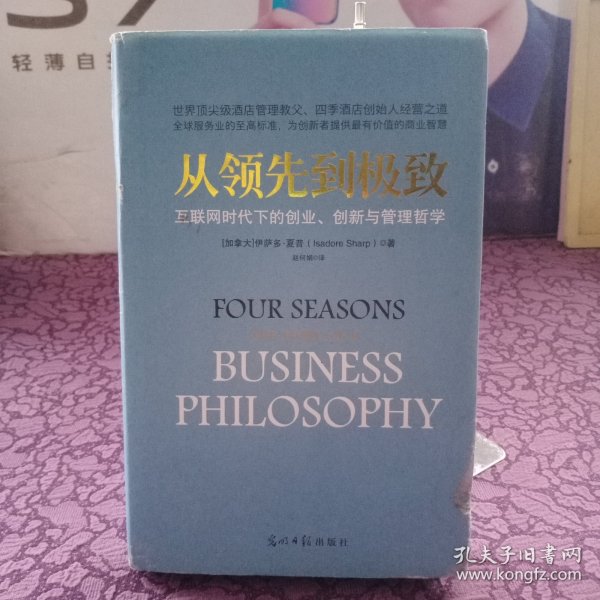 轻薄自
世界顶尖级酒店管理教父、四季酒店创始人经营之道
全球服务业的至高标准，为创新者提供最有价值的商业智慧
从领先到极致
互联网时代下的创业、创新与管理哲学
[加拿大]伊萨多·夏普（Isadore Sharp）◎著
赵何娟◎译
FOUR SEASONS
BUSINESS
PHILOSOPHY
光明日报出版社
孔夫子旧书网
www.kongfz.com